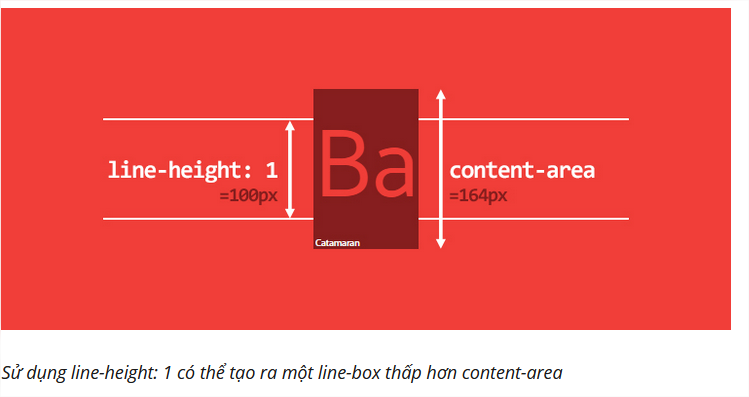 Ba
line-height: 1
=100px
content-area
=164px
Catamaran
Sử dụng line-height: 1 có thể tạo ra một line-box thấp hơn content-area